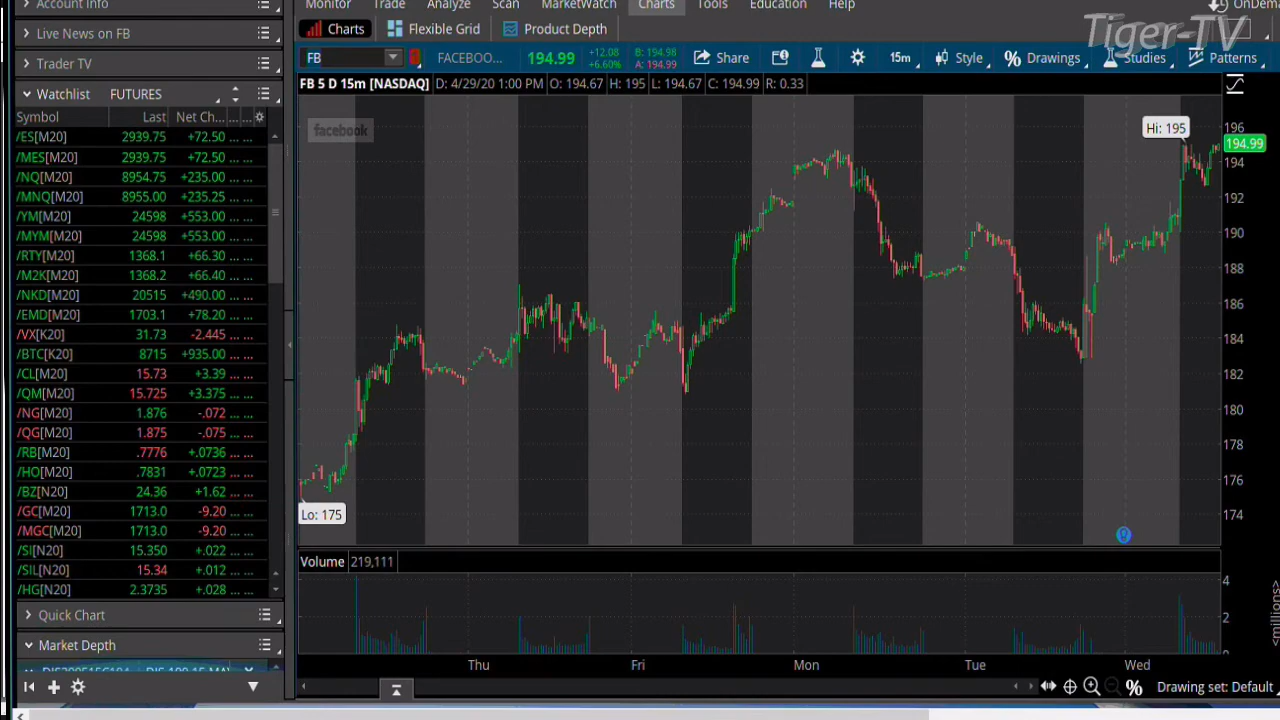 Account Info
Monitor Trade Analyze Scan MarketWatch Charts Tools Education Help
OnDem
Tiger-TV
Live News on FB
Charts Flexible Grid Product Depth
Trader TV
FB FACEBOO... 194.99 +12.08 +6.60% B: 194.98 A: 194.99 Share 15m Style Drawings Studies Patterns
Watchlist FUTURES
FB 5 D 15m [NASDAQ] D: 4/29/20 1:00 PM O: 194.67 H: 195 L: 194.67 C: 194.99 R: 0.33
Symbol Last Net Ch... ... ...
/ES[M20] 2939.75 +72.50 ... ...
/MES[M20] 2939.75 +72.50 ... ...
/NQ[M20] 8954.75 +235.00 ... ...
/MNQ[M20] 8955.00 +235.25 ... ...
/YM[M20] 24598 +553.00 ... ...
/MYM[M20] 24598 +553.00 ... ...
/RTY[M20] 1368.1 +66.30 ... ...
/M2K[M20] 1368.2 +66.40 ... ...
/NKD[M20] 20515 +490.00 ... ...
/EMD[M20] 1703.1 +78.20 ... ...
/VX[K20] 31.73 -2.445 ... ...
/BTC[K20] 8715 +935.00 ... ...
/CL[M20] 15.73 +3.39 ... ...
/QM[M20] 15.725 +3.375 ... ...
/NG[M20] 1.876 -.072 ... ...
/QG[M20] 1.875 -.075 ... ...
/RB[M20] .7776 +.0736 ... ...
/HO[M20] .7831 +.0723 ... ...
/BZ[N20] 24.36 +1.62 ... ...
/GC[M20] 1713.0 -9.20 ... ...
/MGC[M20] 1713.0 -9.20 ... ...
/SI[N20] 15.350 +.022 ... ...
/SIL[N20] 15.34 +.012 ... ...
/HG[N20] 2.3735 +.028 ... ...
Quick Chart
Market Depth
facebook
Hi: 195
Lo: 175
196
194.99
194
192
190
188
186
184
182
180
178
176
174
Volume 219,111
4
2
0
<millions>
Thu Fri Mon Tue Wed
Drawing set: Default